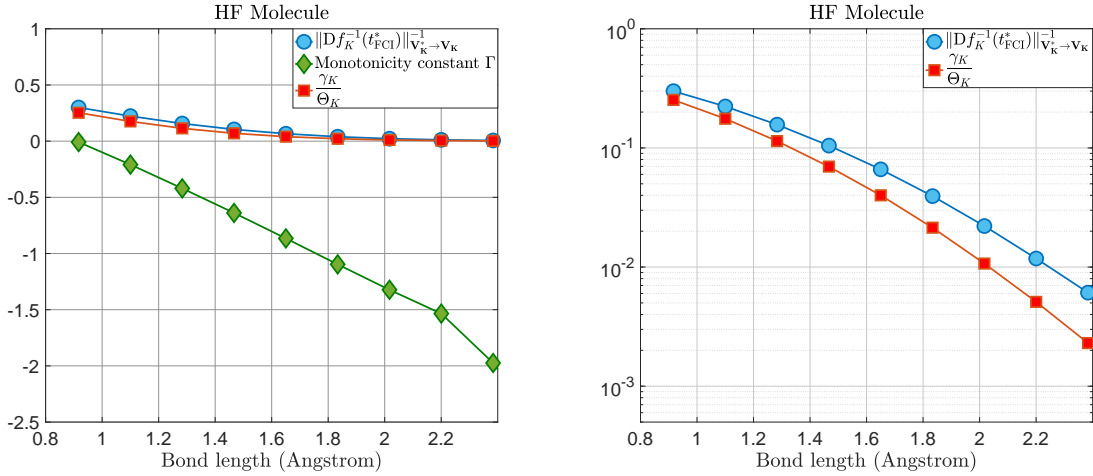 HF Molecule
1
0.5
0
-0.5
-1
-1.5
-2
-2.5
0.8 1 1.2 1.4 1.6 1.8 2 2.2
Bond length (Angstrom)
‖Df_K^{-1}(t*_FCI)‖^{-1}_{V*_K→V_K}
Monotonicity constant Γ
γ_K
Θ_K
HF Molecule
10^0
10^{-1}
10^{-2}
10^{-3}
0.8 1 1.2 1.4 1.6 1.8 2 2.2
Bond length (Angstrom)
‖Df_K^{-1}(t*_FCI)‖^{-1}_{V*_K→V_K}
γ_K
Θ_K